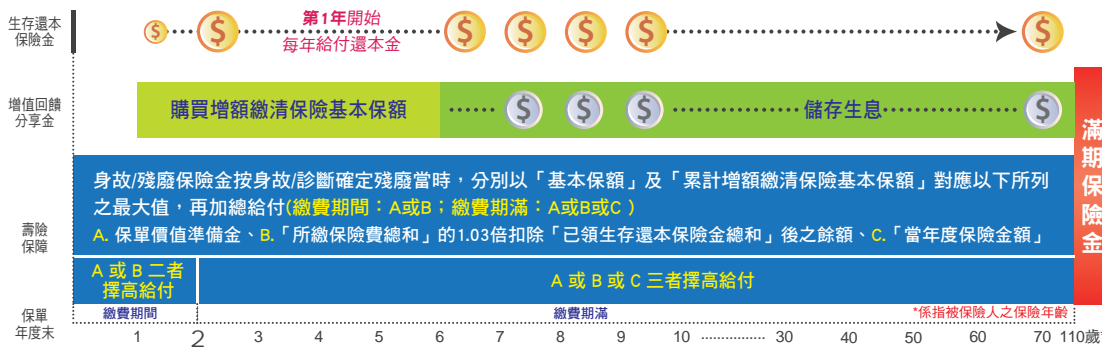 生存還本
保險金
第1年開始
每年給付還本金
$ $ $ $ $ $ $
增值回饋
分享金
購買增額繳清保險基本保額
$ $ $
儲存生息
$
滿期保險金
壽險
保障
身故/殘廢保險金按身故/診斷確定殘廢當時,分別以「基本保額」及「累計增額繳清保險基本保額」對應以下所列
之最大值,再加總給付(繳費期間:A或B;繳費期滿:A或B或C )
A. 保單價值準備金、B.「所繳保險費總和」的1.03倍扣除「已領生存還本保險金總和」後之餘額、C.「當年度保險金額」
A 或 B 二者
擇高給付
A 或 B 或 C 三者擇高給付
保單
年度末
繳費期間
繳費期滿
*係指被保險人之保險年齡
1 2 3 4 5 6 7 8 9 10 ............... 30 40 50 60 70 110歲*